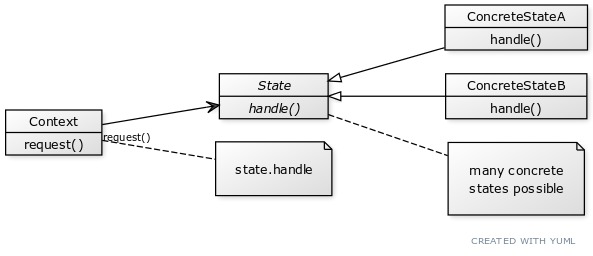 ConcreteStateA
handle()
State
handle()
ConcreteStateB
handle()
Context
request()
request()
state.handle
many concrete
states possible
CREATED WITH YUML